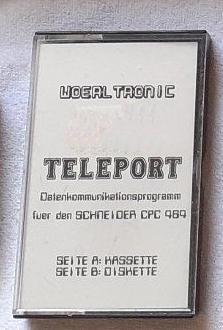 WOERLTRONIC
TELEPORT
Datenkommunikationsprogramm
fuer den SCHNEIDER CPC 464
SEITE A: KASSETTE
SEITE B: DISKETTE